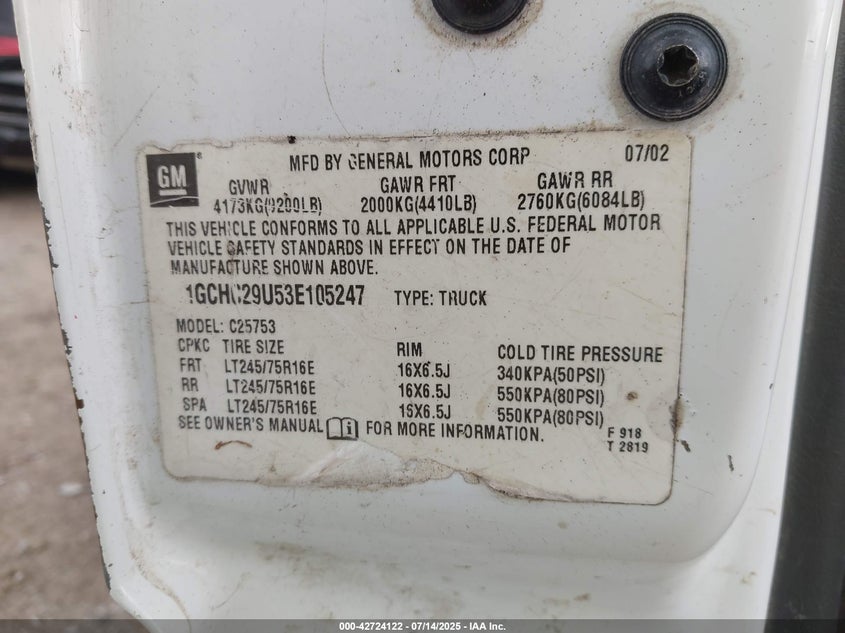 GM
MFD BY GENERAL MOTORS CORP 07/02
GVWR GAWR FRT GAWR RR
4173KG(9200LB) 2000KG(4410LB) 2760KG(6084LB)
THIS VEHICLE CONFORMS TO ALL APPLICABLE U.S. FEDERAL MOTOR
VEHICLE SAFETY STANDARDS IN EFFECT ON THE DATE OF
MANUFACTURE SHOWN ABOVE.
1GCHC29U53E105247 TYPE: TRUCK
MODEL: C25753
CPKC TIRE SIZE RIM COLD TIRE PRESSURE
FRT LT245/75R16E 16X6.5J 340KPA(50PSI)
RR LT245/75R16E 16X6.5J 550KPA(80PSI)
SPA LT245/75R16E 16X6.5J 550KPA(80PSI)
SEE OWNER'S MANUAL FOR MORE INFORMATION.
F 918
T 2819
000-42724122 - 07/14/2025 - IAA Inc.